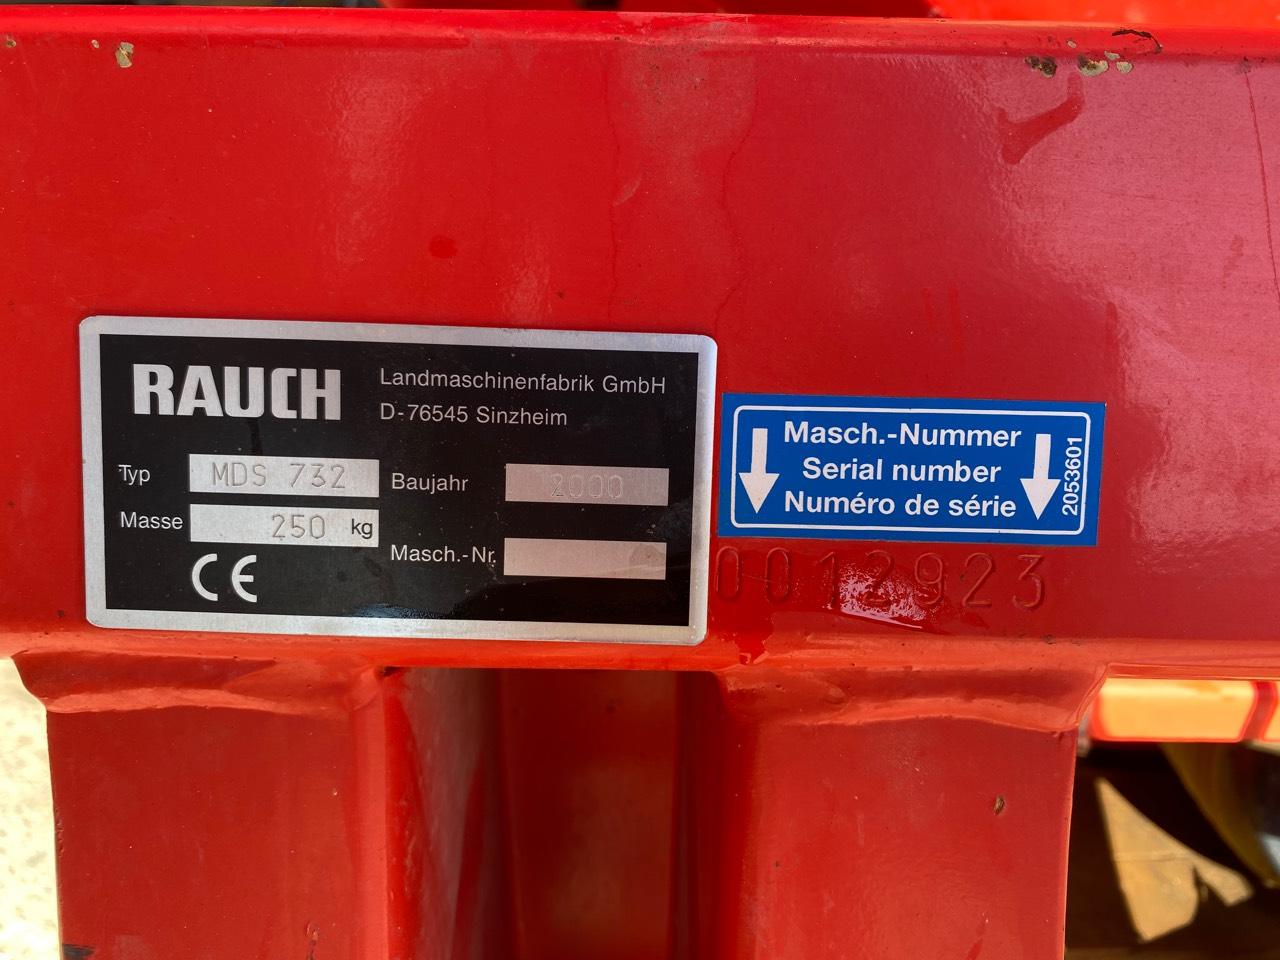 RAUCH
Landmaschinenfabrik GmbH
D-76545 Sinzheim
Typ MDS 732
Baujahr 2000
Masse 250 kg
Masch.-Nr.
CE
Masch.-Nummer
Serial number
Numéro de série
2053601
0012923